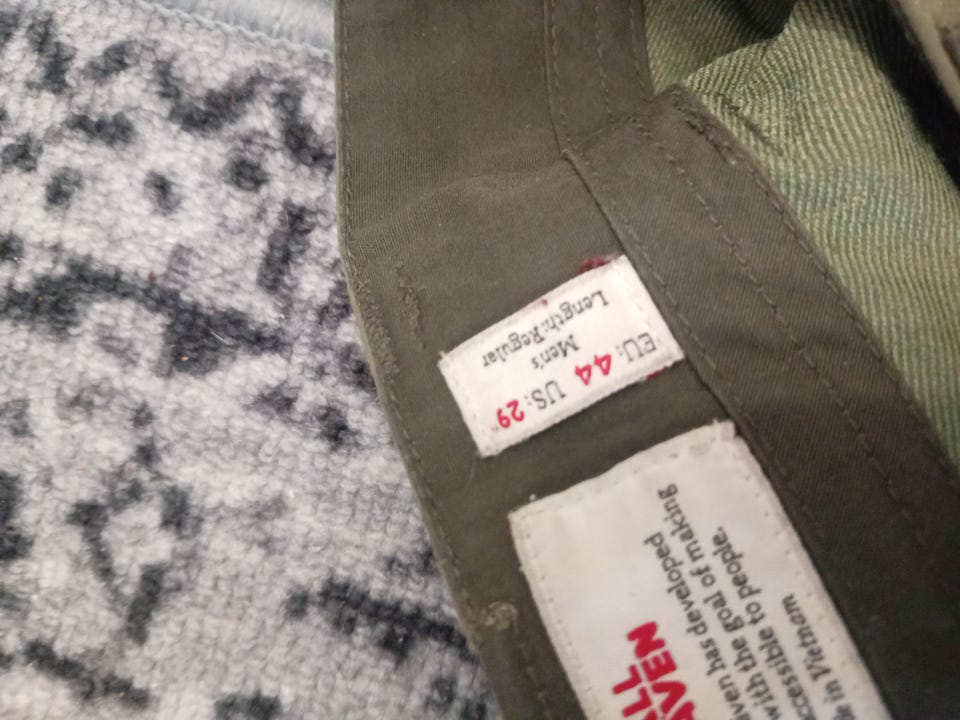 EU: 44 US: 29"
Men's
Length: Regular
LL
VEN
ven has developed
with the goal of making
ccessible to people.
e in Vietnam